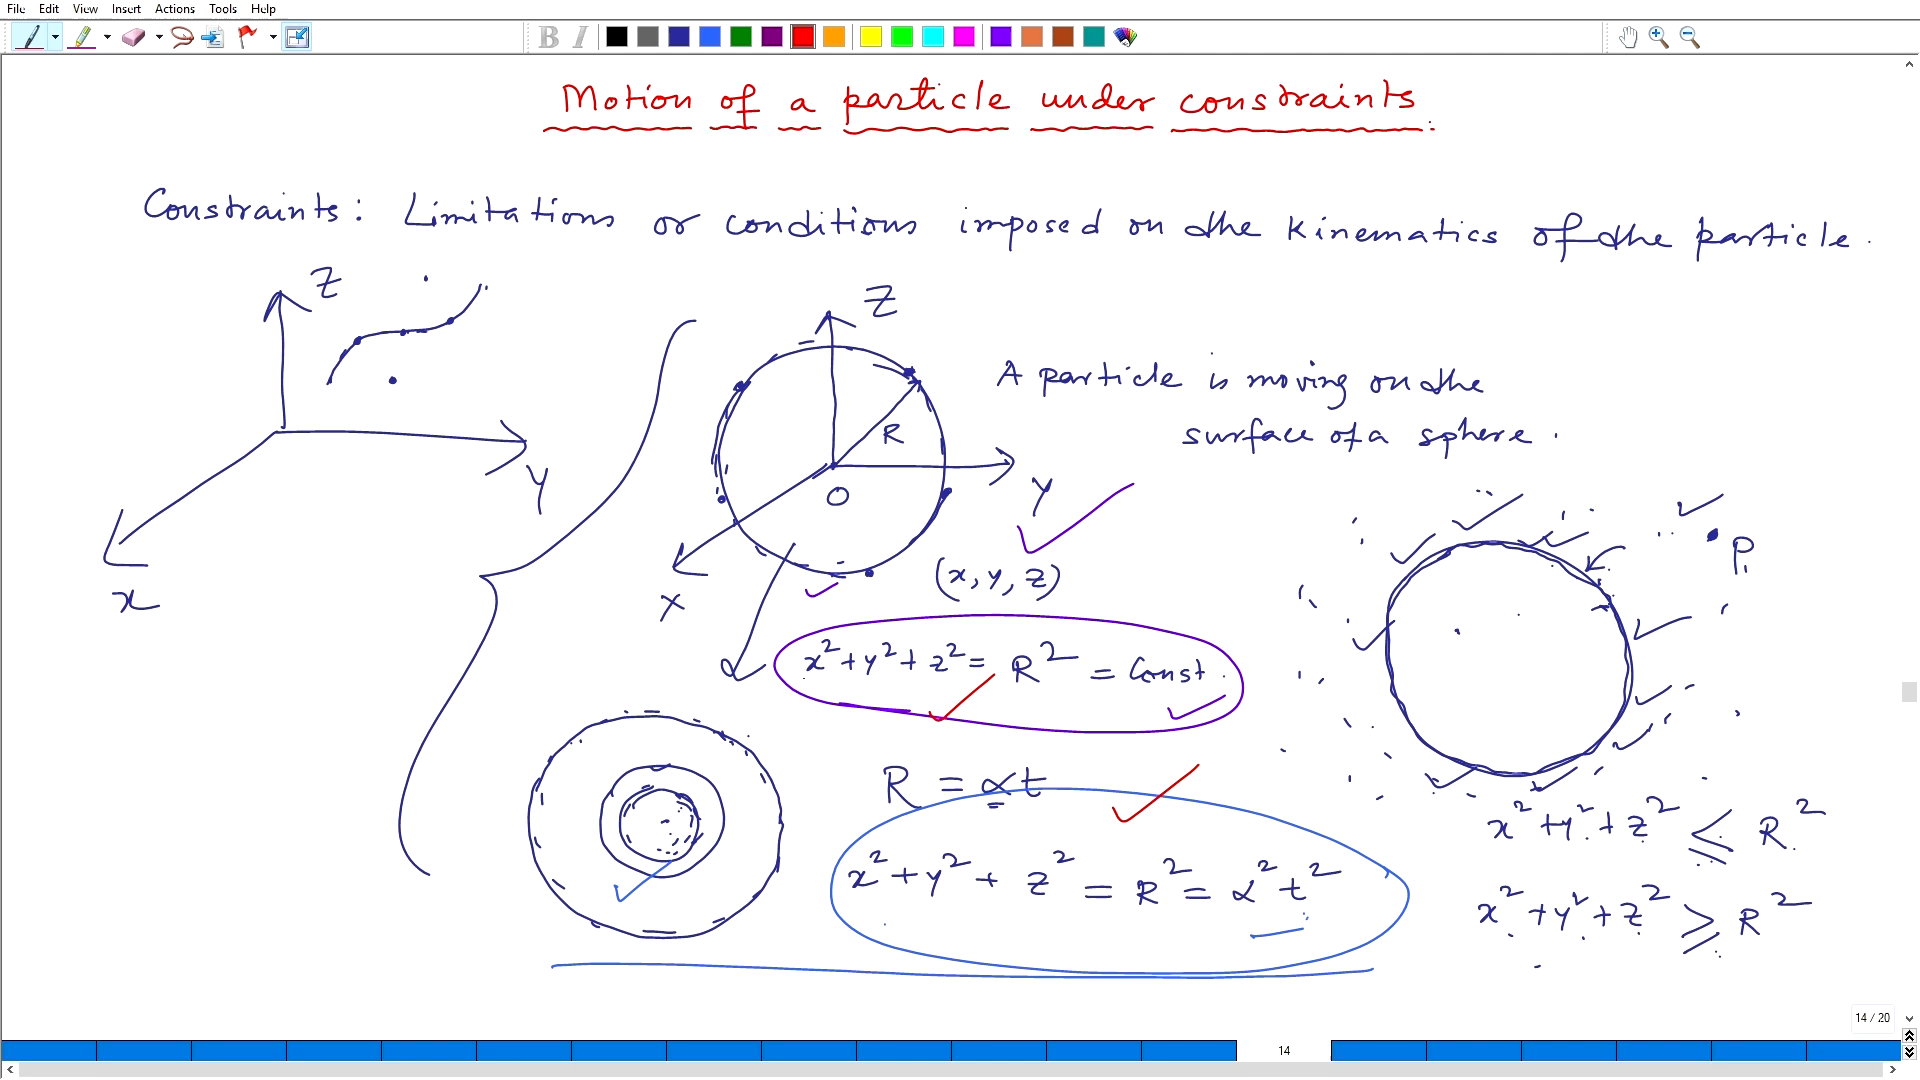 File Edit View Insert Actions Tools Help
B I
Motion of a particle under constraints.
Constraints: Limitations or conditions imposed on the kinematics of the particle.
Z
Y
x
Z
R
O
Y
X
A particle is moving on the
surface of a sphere.
(x, y, z)
x²+y²+z²= R² = Const.
P₁
R = αt
x²+y²+z² = R² = α²t²
x²+y²+z² ≤ R²
x²+y²+z² ≥ R²
14 / 20
14